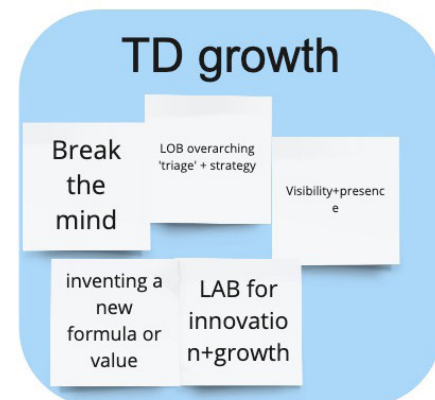 TD growth
Break
the
mind
LOB overarching
'triage' + strategy
Visibility+presenc
e
inventing a
new
formula or
value
LAB for
innovatio
n+growth